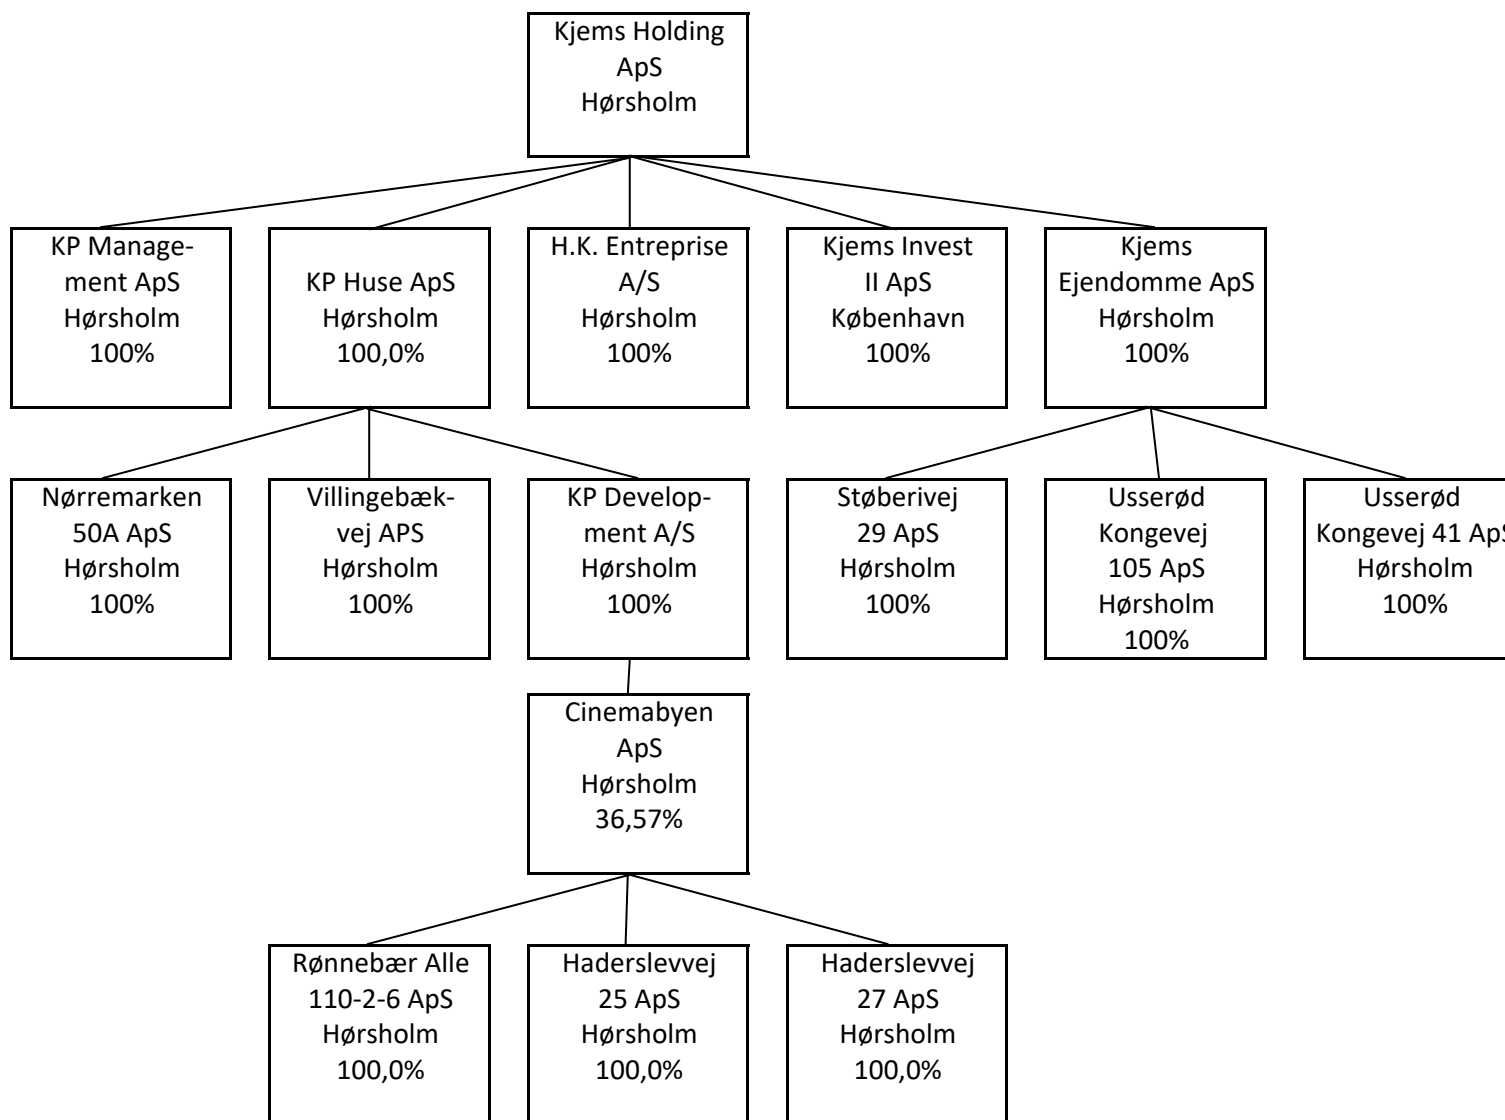 Kjems Holding
ApS
Hørsholm
KP Manage-
ment ApS
Hørsholm
100%
KP Huse ApS
Hørsholm
100,0%
H.K. Entreprise
A/S
Hørsholm
100%
Kjems Invest
II ApS
København
100%
Kjems
Ejendomme ApS
Hørsholm
100%
Nørremarken
50A ApS
Hørsholm
100%
Villingebæk-
vej APS
Hørsholm
100%
KP Develop-
ment A/S
Hørsholm
100%
Støberivej
29 ApS
Hørsholm
100%
Usserød
Kongevej
105 ApS
Hørsholm
100%
Usserød
Kongevej 41 ApS
Hørsholm
100%
Cinemabyen
ApS
Hørsholm
36,57%
Rønnebær Alle
110-2-6 ApS
Hørsholm
100,0%
Haderslevvej
25 ApS
Hørsholm
100,0%
Haderslevvej
27 ApS
Hørsholm
100,0%